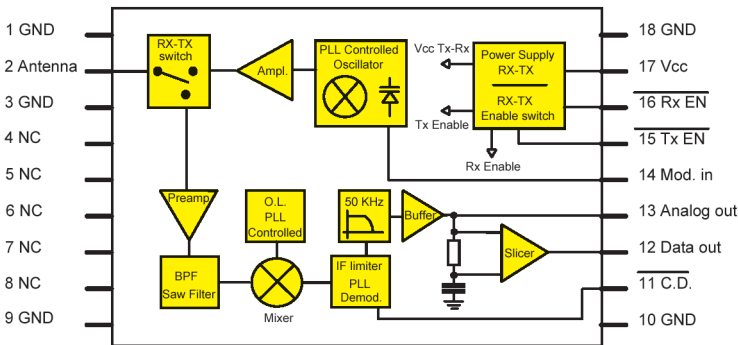 1 GND
2 Antenna
3 GND
4 NC
5 NC
6 NC
7 NC
8 NC
9 GND
RX-TX
switch
Ampl.
PLL Controlled
Oscillator
Vcc Tx-Rx
Tx Enable
Power Supply
RX-TX
RX-TX
Enable switch
Rx Enable
Preamp
O.L.
PLL
Controlled
50 KHz
Buffer
Slicer
BPF
Saw Filter
Mixer
IF limiter
PLL
Demod.
18 GND
17 Vcc
16 Rx EN
15 Tx EN
14 Mod. in
13 Analog out
12 Data out
11 C.D.
10 GND